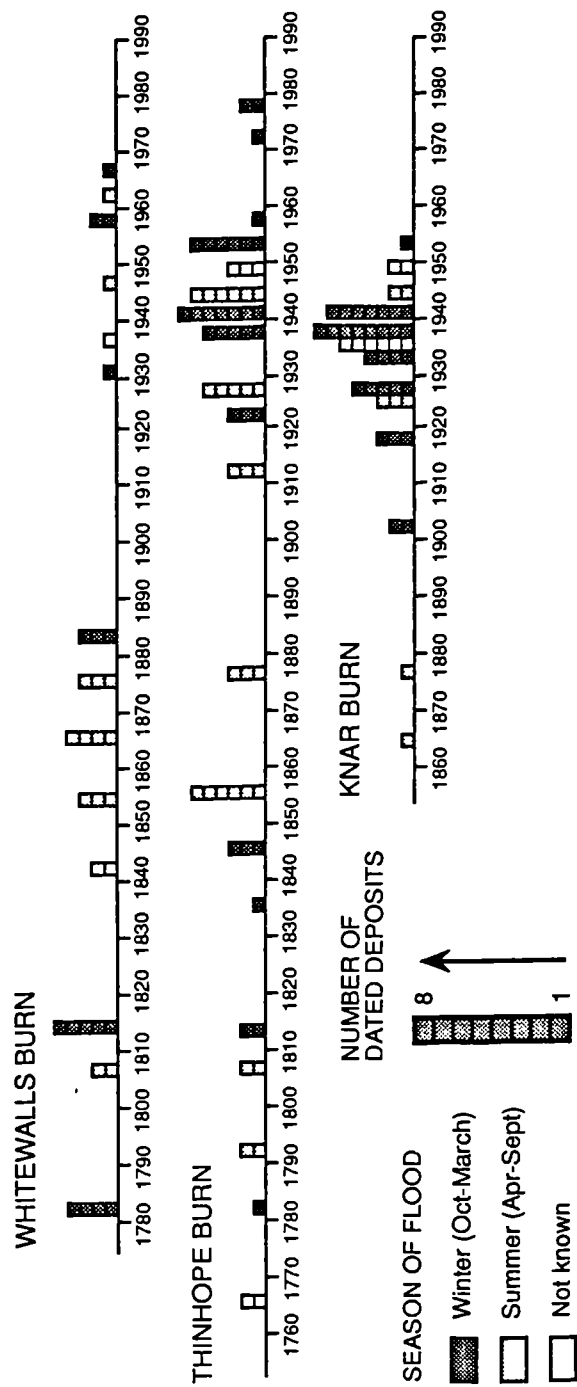 WHITEWALLS BURN
1780 1790 1800 1810 1820 1830 1840 1850 1860 1870 1880 1890 1900 1910 1920 1930 1940 1950 1960 1970 1980 1990
THINHOPE BURN
1760 1770 1780 1790 1800 1810 1820 1830 1840 1850 1860 1870 1880 1890 1900 1910 1920 1930 1940 1950 1960 1970 1980 1990
KNAR BURN
1860 1870 1880 1890 1900 1910 1920 1930 1940 1950 1960 1970 1980 1990
SEASON OF FLOOD
Winter (Oct-March)
Summer (Apr-Sept)
Not known
NUMBER OF
DATED DEPOSITS
8
1